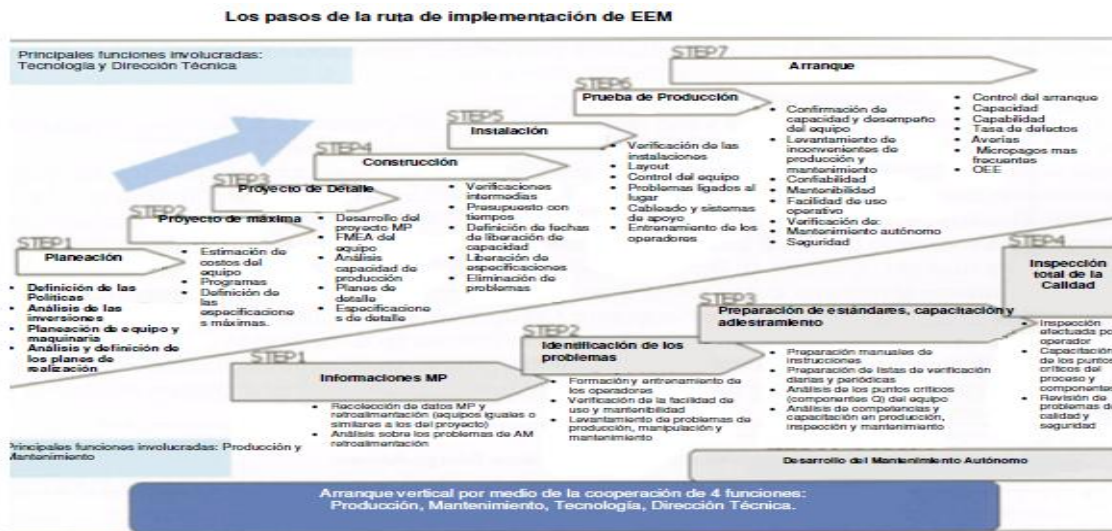 Los pasos de la ruta de implementación de EEM
Principales funciones involucradas:
Tecnología y Dirección Técnica
STEP1
Planeación
• Definición de las
Políticas
• Análisis de las
inversiones
• Planeación de equipo y
maquinaria
• Análisis y definición de
los planes de
realización
STEP2
Proyecto de máxima
• Estimación de
costos del
equipo
• Programas
• Definición de
las
especificacione
s máximas.
STEP3
Proyecto de Detalle
• Desarrollo del
proyecto MP
• FMEA del
equipo
• Análisis
capacidad de
producción
• Planes de
detalle
• Especificacione
s de detalle
STEP4
Construcción
• Verificaciones
intermedias
• Presupuesto con
tiempos
• Definición de fechas
de liberación de
capacidad
• Liberación de
especificaciones
• Eliminación de
problemas
STEP5
Instalación
• Verificación de las
instalaciones
• Layout
• Control del equipo
• Problemas ligados al
lugar
• Cableado y sistemas
de apoyo
• Entrenamiento de los
operadores
STEP6
Prueba de Producción
• Confirmación de
capacidad y desempeño
del equipo
• Levantamiento de
inconvenientes de
producción y
mantenimiento
• Confiabilidad
• Mantenibilidad
• Facilidad de uso
operativo
• Verificación de:
• Mantenimiento autónomo
• Seguridad
STEP7
Arranque
• Control del arranque
• Capacidad
• Capabilidad
• Tasa de defectos
• Averías
• Micropagos mas
frecuentes
• OEE
STEP1
Informaciones MP
• Recolección de datos MP y
retroalimentación (equipos iguales o
similares a los del proyecto)
• Análisis sobre los problemas de AM
retroalimentación
STEP2
Identificación de los
problemas
• Formación y entrenamiento de
los operadores
• Verificación de la facilidad de
uso y mantenibilidad
• Levantamiento de problemas de
producción, manipulación y
mantenimiento
STEP3
Preparación de estándares, capacitación y
adiestramiento
• Preparación manuales de
instrucciones
• Preparación de listas de verificación
diarias y periódicas
• Análisis de los puntos críticos
(componentes Q) del equipo
• Análisis de competencias y
capacitación en producción,
inspección y mantenimiento
STEP4
Inspección
total de la
Calidad
• Inspección
efectuada po
operador
• Capacitación
de los puntos
críticos del
proceso y
componentes
• Revisión de
problemas d
calidad y
seguridad
Principales funciones involucradas: Producción y
Mantenimiento
Desarrollo del Mantenimiento Autónomo
Arranque vertical por medio de la cooperación de 4 funciones:
Producción, Mantenimiento, Tecnología, Dirección Técnica.